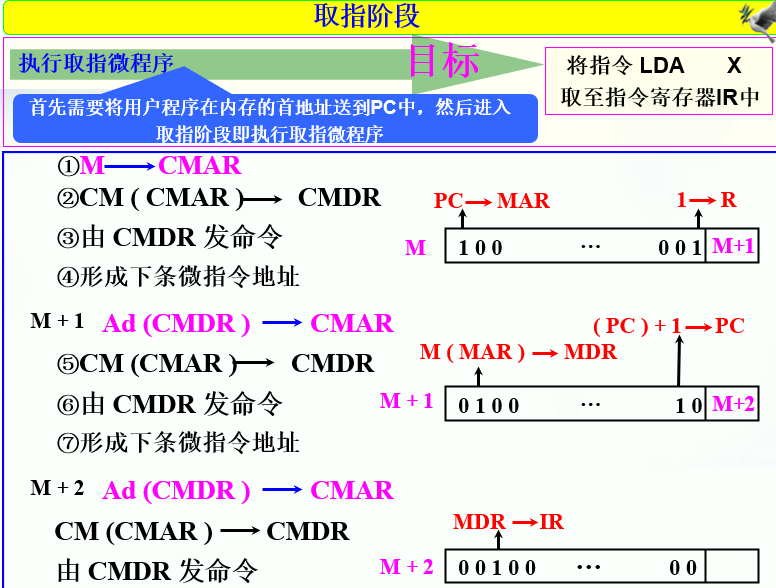 取指阶段
执行取指微程序
目标
将指令 LDA X
取至指令寄存器IR中
首先需要将用户程序在内存的首地址送到PC中，然后进入
取指阶段即执行取指微程序
①M→CMAR
②CM ( CMAR )→ CMDR
③由 CMDR 发命令
④形成下条微指令地址
PC→MAR 1→R
M 1 0 0 … 0 0 1 M+1
M + 1 Ad (CMDR ) → CMAR
⑤CM (CMAR )→ CMDR
⑥由 CMDR 发命令
⑦形成下条微指令地址
( PC ) + 1→PC
M ( MAR ) → MDR
M + 1 0 1 0 0 … 1 0 M+2
M + 2 Ad (CMDR ) → CMAR
CM (CMAR ) → CMDR
由 CMDR 发命令
MDR →IR
M + 2 0 0 1 0 0 … 0 0